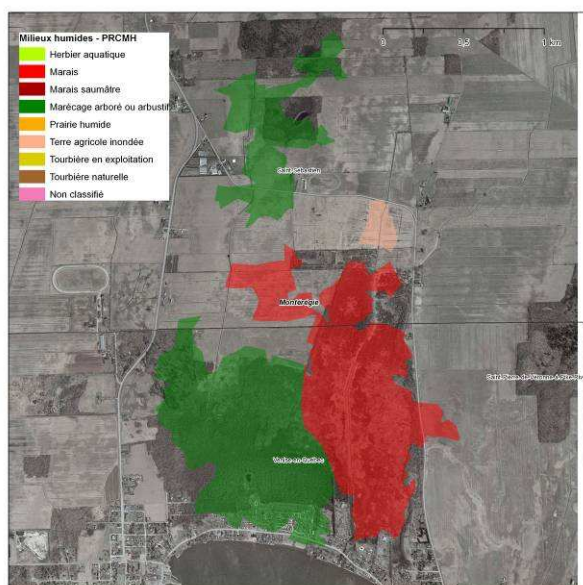 Milieux humides - PRCMH
Herbier aquatique
Marais
Marais saumâtre
Marécage arboré ou arbustif
Prairie humide
Terre agricole inondée
Tourbière en exploitation
Tourbière naturelle
Non classifié
0 0,5 1 km
Saint-Sébastien
Montérégie
Venise-en-Québec